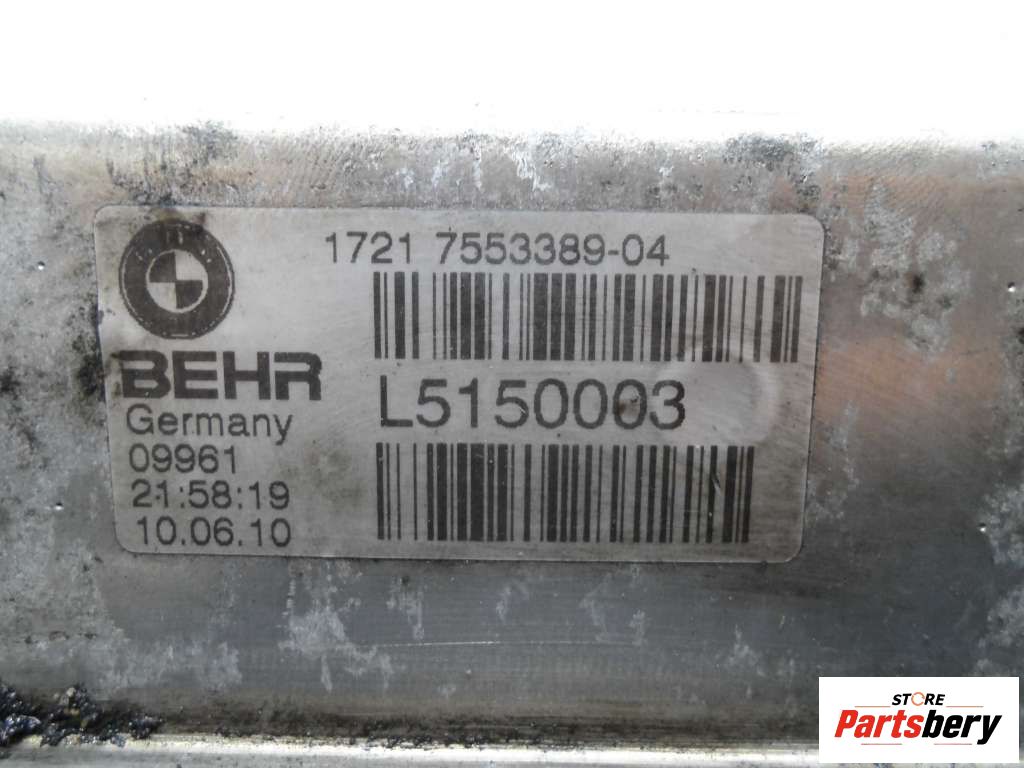 1721 7553389-04
BEHR
L5150003
Germany
09961
21:58:19
10.06.10
STORE
Partsbery